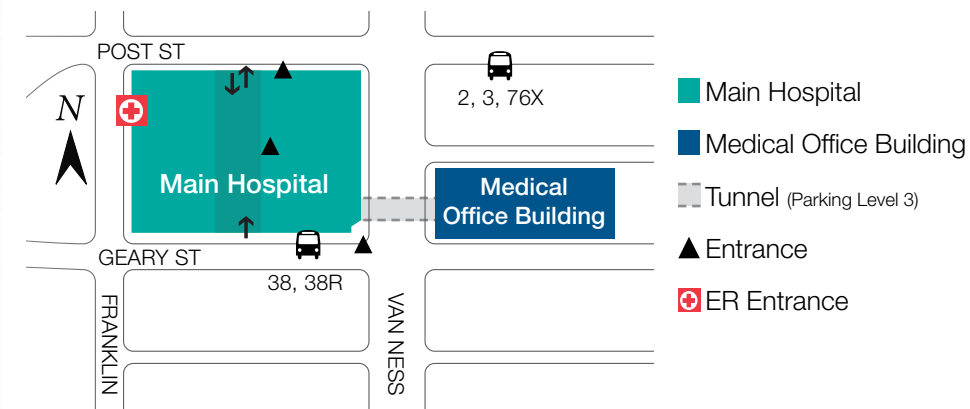 POST ST
N
2, 3, 76X
Main Hospital
Medical
Office Building
GEARY ST
38, 38R
FRANKLIN
VAN NESS
Main Hospital
Medical Office Building
Tunnel (Parking Level 3)
Entrance
ER Entrance